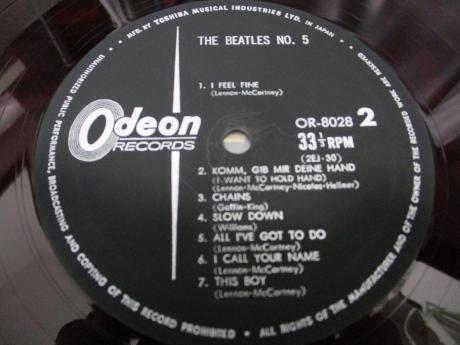 MFG. BY TOSHIBA MUSICAL INDUSTRIES LTD. IN JAPAN.
THE BEATLES NO. 5
1. I FEEL FINE
(Lennon-McCartney)
Odeon
RECORDS
OR-8028 2
33⅓ RPM
(2EJ-30)
2. KOMM, GIB MIR DEINE HAND
(I WANT TO HOLD HAND)
(Lennon-McCartney-Nicolas-Hellmer)
3. CHAINS
(Goffin-King)
4. SLOW DOWN
(Williams)
5. ALL I'VE GOT TO DO
(Lennon-McCartney)
6. I CALL YOUR NAME
(Lennon-McCartney)
7. THIS BOY
(Lennon-McCartney)
UNAUTHORIZED PUBLIC PERFORMANCE, BROADCASTING AND COPYING OF THIS RECORD PROHIBITED • ALL RIGHTS OF THE MANUFACTURER AND OF THE OWNER OF THE RECORDED WORK ARE RESERVED